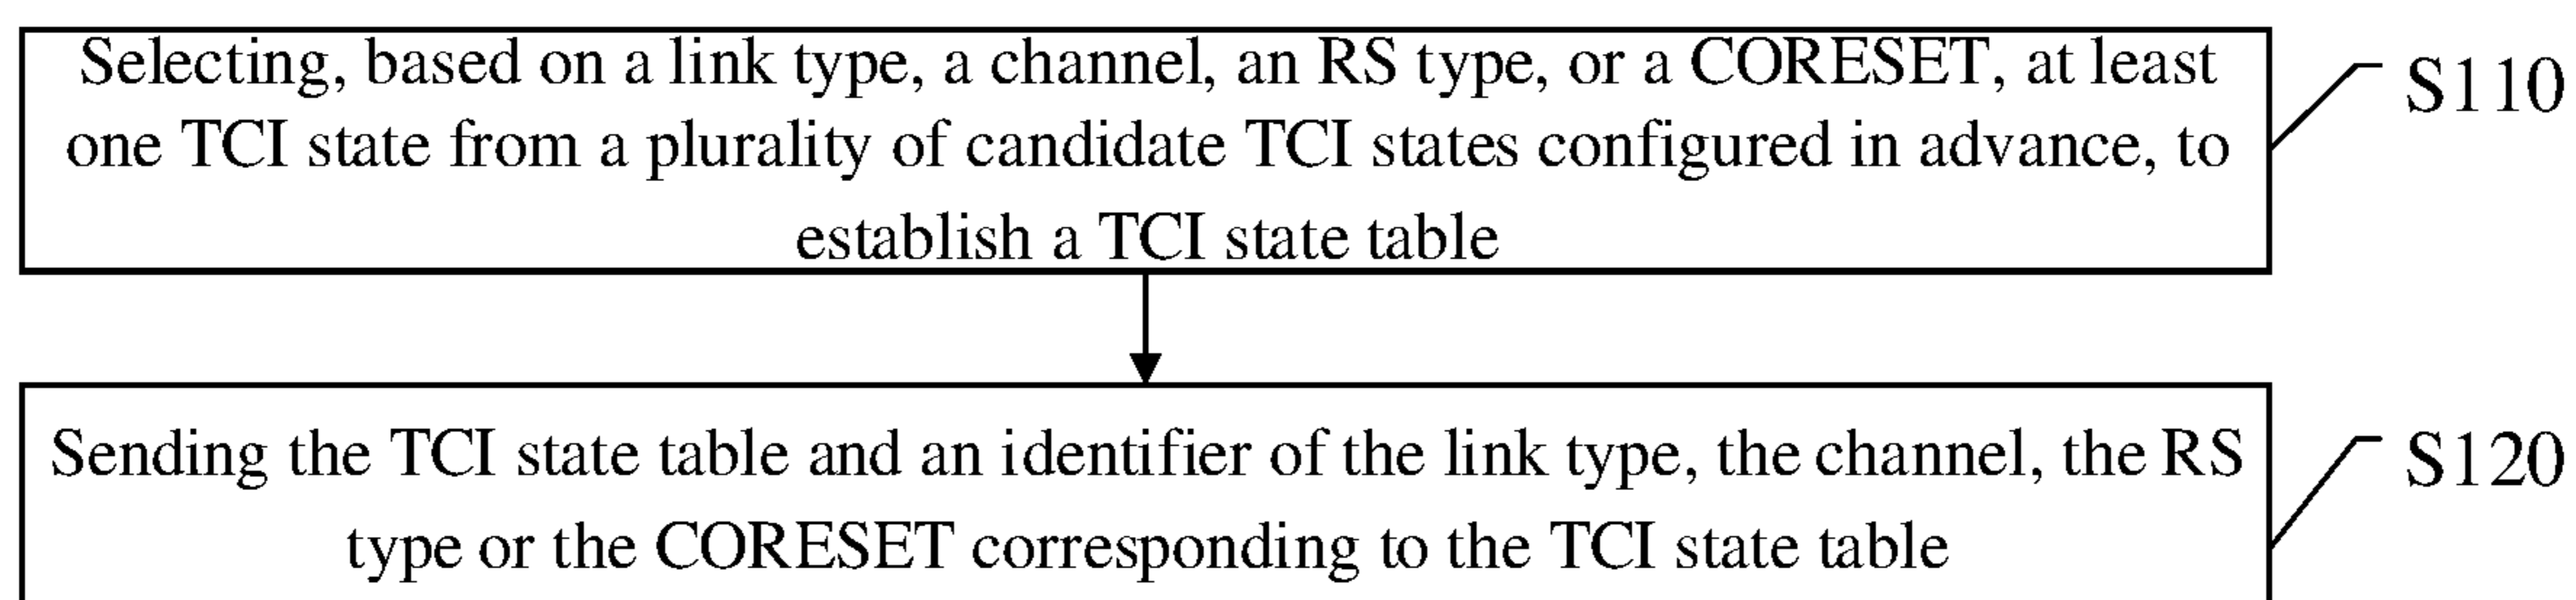 Selecting, based on a link type, a channel, an RS type, or a CORESET, at least
one TCI state from a plurality of candidate TCI states configured in advance, to
establish a TCI state table
S110
Sending the TCI state table and an identifier of the link type, the channel, the RS
type or the CORESET corresponding to the TCI state table
S120